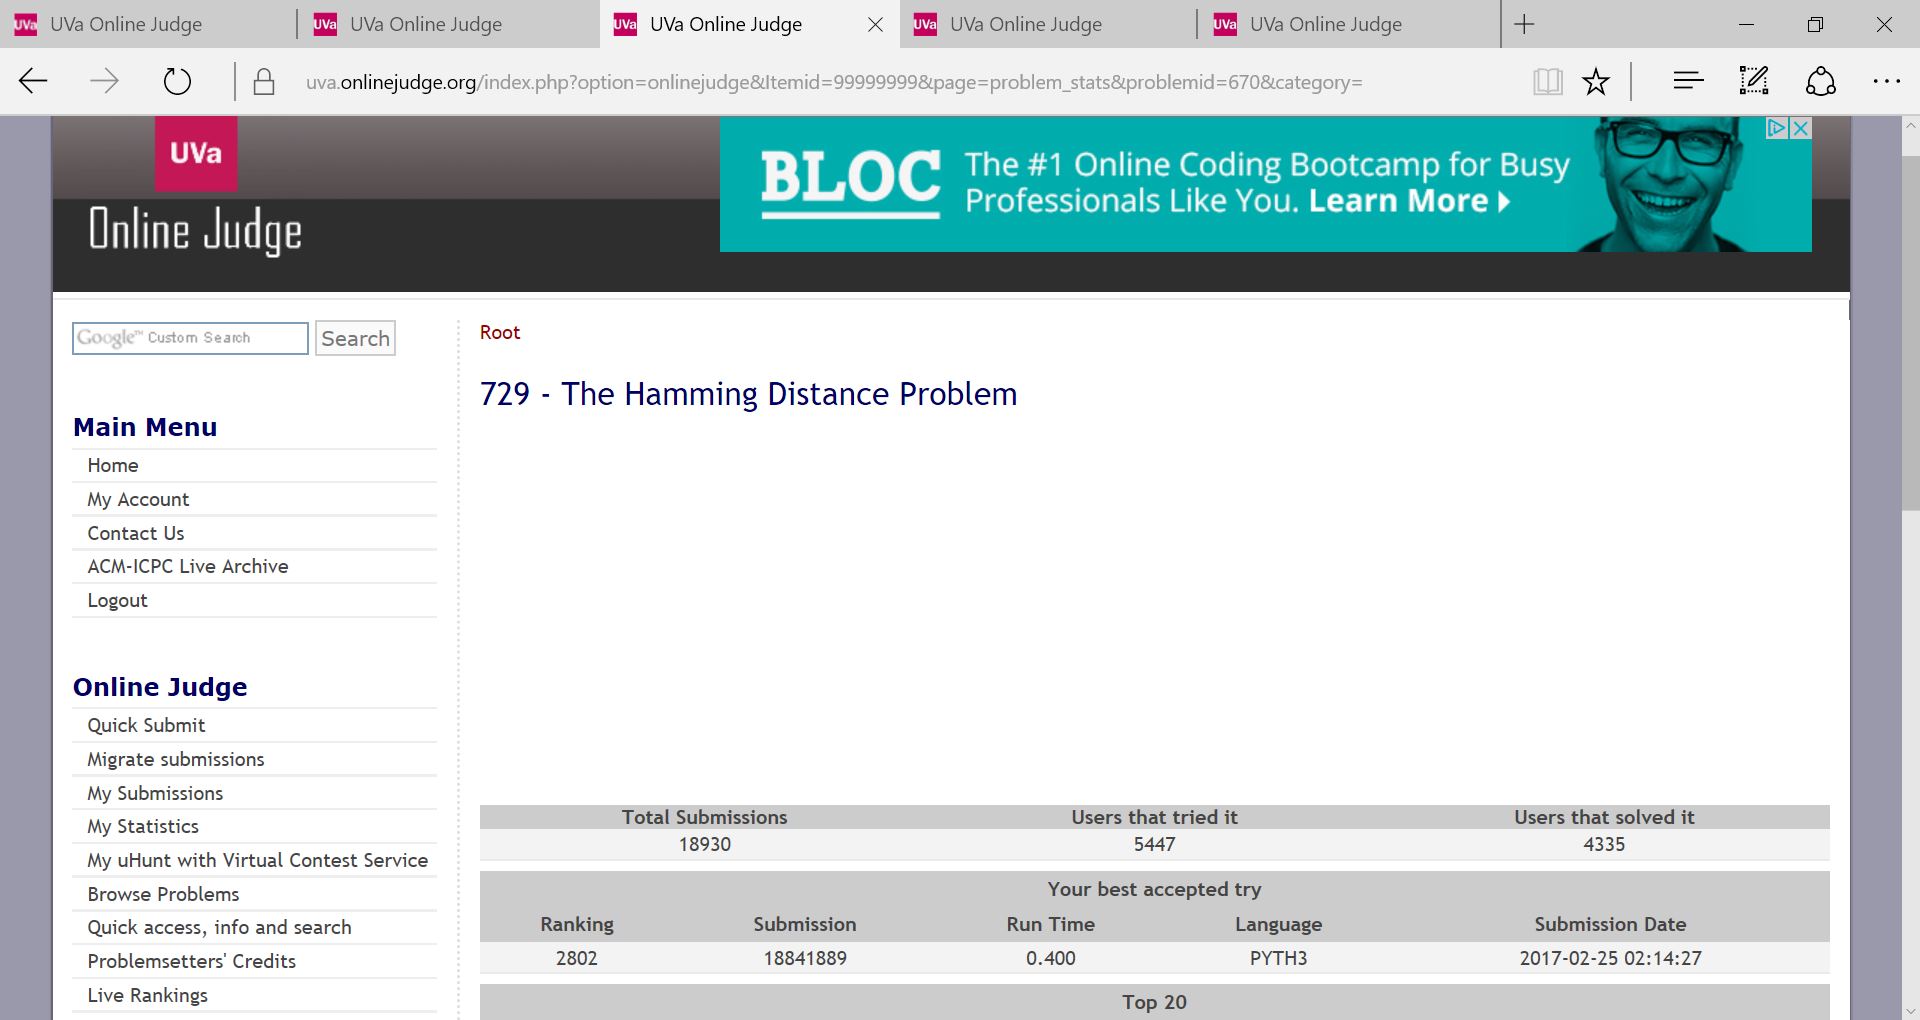 UVa Online Judge
UVa Online Judge
UVa Online Judge
UVa Online Judge
UVa Online Judge
uva.onlinejudge.org/index.php?option=onlinejudge&Itemid=99999999&page=problem_stats&problemid=670&category=
UVa
Online Judge
BLOC
The #1 Online Coding Bootcamp for Busy
Professionals Like You. Learn More
Google™ Custom Search
Search
Main Menu
Home
My Account
Contact Us
ACM-ICPC Live Archive
Logout
Online Judge
Quick Submit
Migrate submissions
My Submissions
My Statistics
My uHunt with Virtual Contest Service
Browse Problems
Quick access, info and search
Problemsetters' Credits
Live Rankings
Root
729 - The Hamming Distance Problem
Total Submissions Users that tried it Users that solved it
18930 5447 4335
Your best accepted try
Ranking Submission Run Time Language Submission Date
2802 18841889 0.400 PYTH3 2017-02-25 02:14:27
Top 20